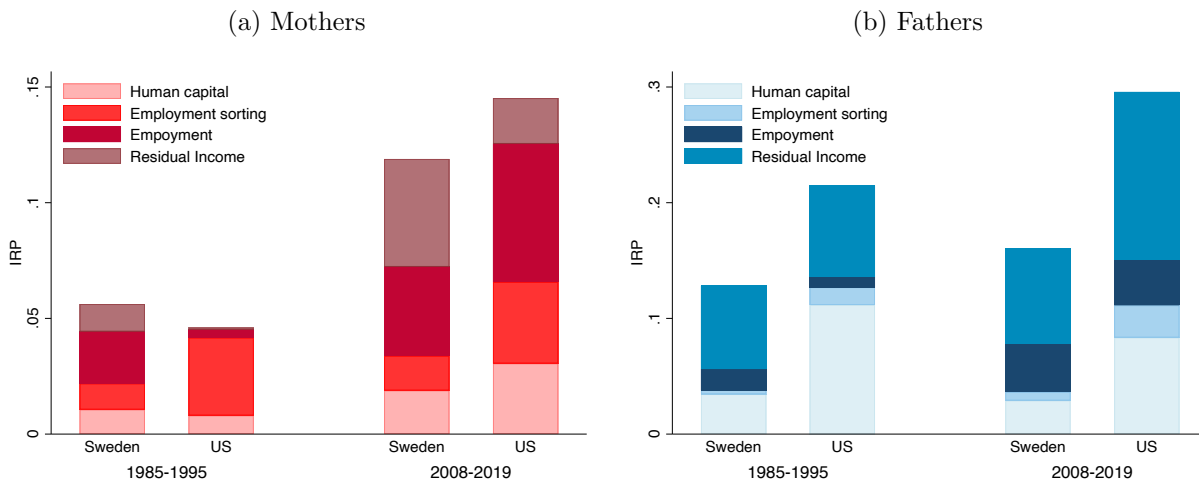 (a) Mothers
IRP
0
.05
.1
.15
Human capital
Employment sorting
Empoyment
Residual Income
Sweden
US
Sweden
US
1985-1995
2008-2019
(b) Fathers
IRP
0
.1
.2
.3
Human capital
Employment sorting
Empoyment
Residual Income
Sweden
US
Sweden
US
1985-1995
2008-2019